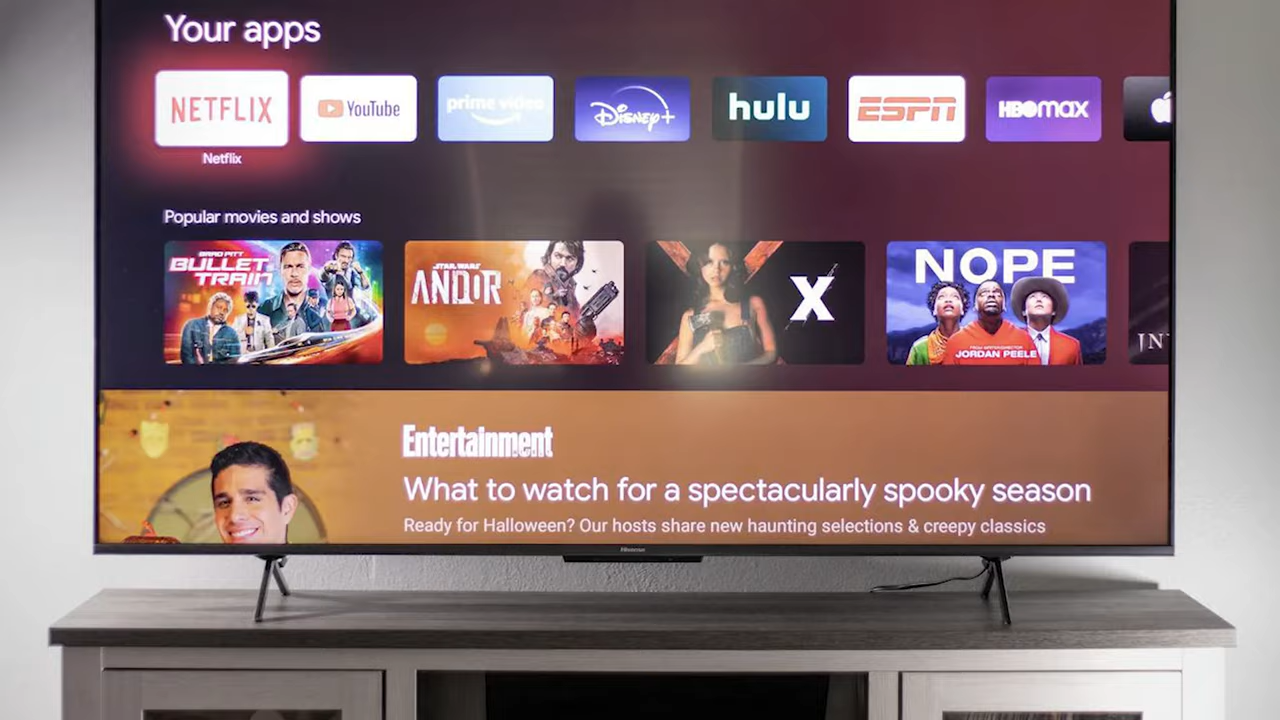 Your apps
NETFLIX
YouTube
prime video
Disney+
hulu
ESPN
HBOmax
Netflix
Popular movies and shows
BRAD PITT
BULLET
TRAIN
STAR WARS
ANDOR
X
NOPE
JORDAN PEELE
IN
Entertainment
What to watch for a spectacularly spooky season
Ready for Halloween? Our hosts share new haunting selections & creepy classics
Hisense